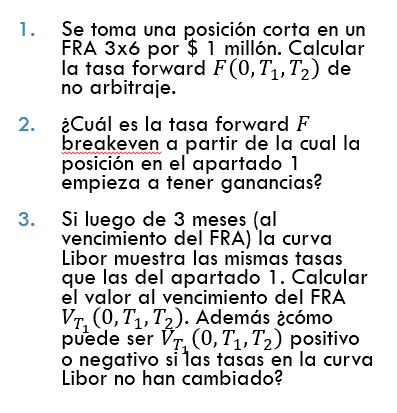 1. Se toma una posición corta en un
FRA 3x6 por $ 1 millón. Calcular
la tasa forward F(0, T₁, T₂) de
no arbitraje.
2. ¿Cuál es la tasa forward F
breakeven a partir de la cual la
posición en el apartado 1
empieza a tener ganancias?
3. Si luego de 3 meses (al
vencimiento del FRA) la curva
Libor muestra las mismas tasas
que las del apartado 1. Calcular
el valor al vencimiento del FRA
V_T₁(0, T₁, T₂). Además ¿cómo
puede ser V_T₁(0, T₁, T₂) positivo
o negativo si las tasas en la curva
Libor no han cambiado?